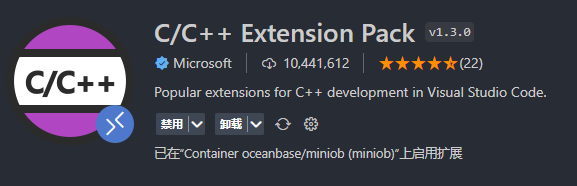 C/C++ Extension Pack v1.3.0
C/C++
Microsoft | 10,441,612 | (22)
Popular extensions for C++ development in Visual Studio Code.
禁用 卸载
已在"Container oceanbase/miniob (miniob)"上启用扩展